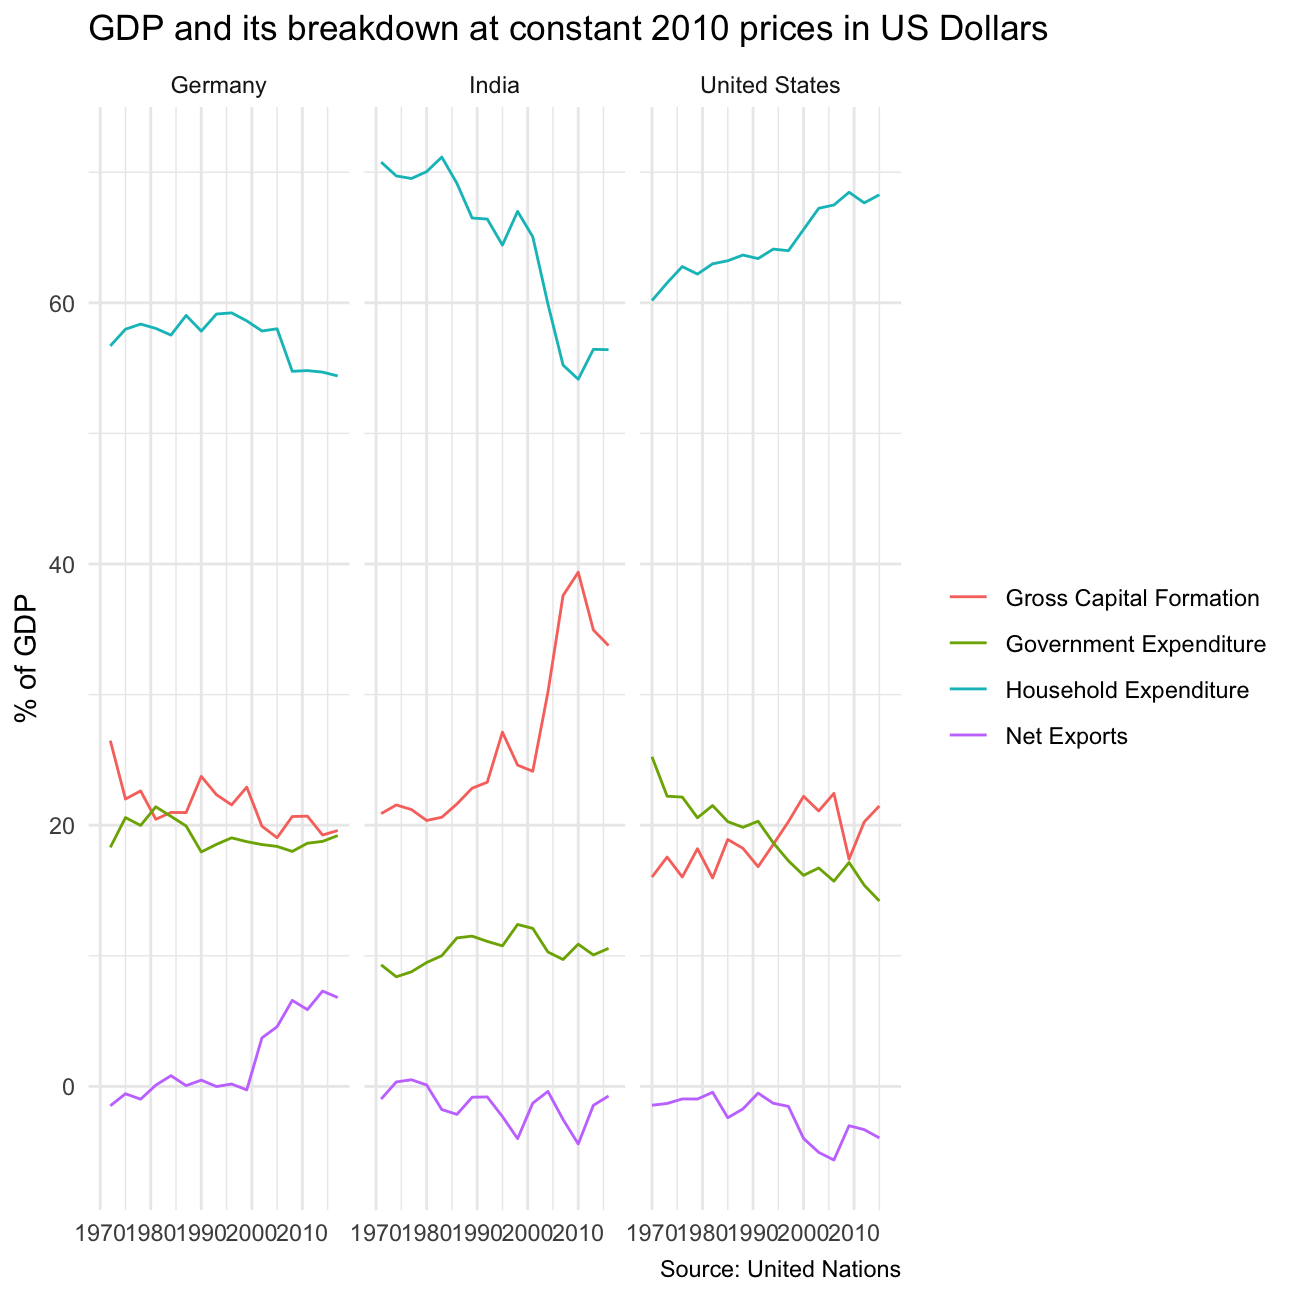 GDP and its breakdown at constant 2010 prices in US Dollars
Germany India United States
60
40
20
0
% of GDP
Gross Capital Formation
Government Expenditure
Household Expenditure
Net Exports
1970 1980 1990 2000 2010 1970 1980 1990 2000 2010 1970 1980 1990 2000 2010
Source: United Nations